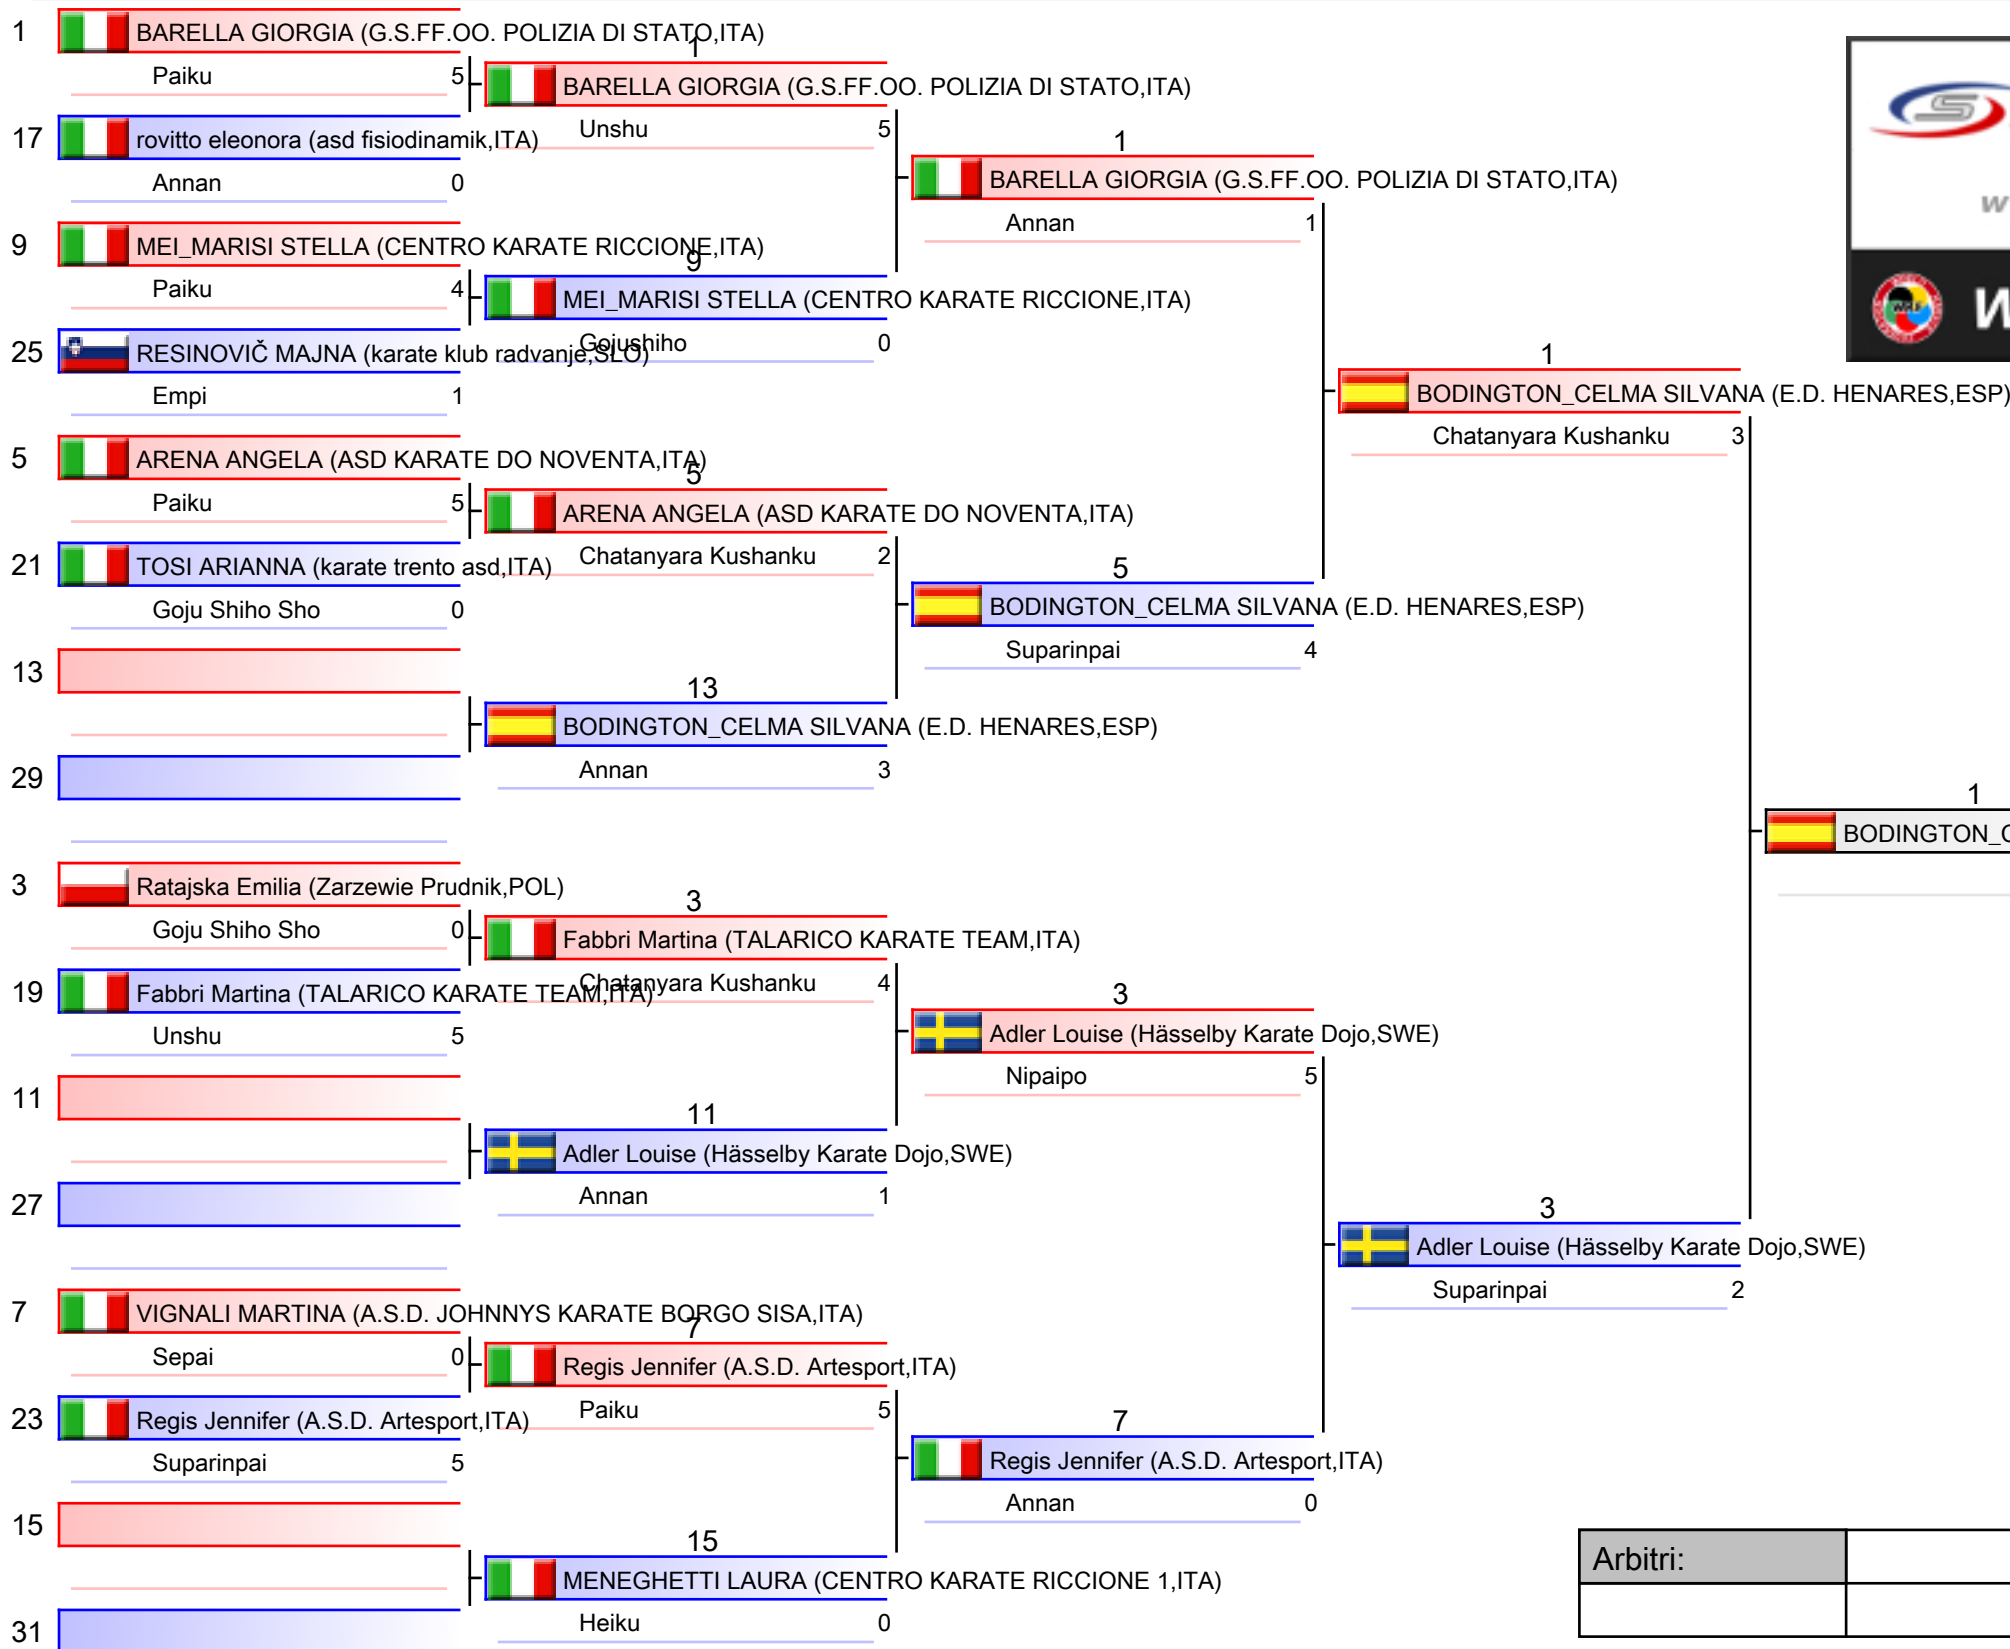 1 BARELLA GIORGIA (G.S.FF.OO. POLIZIA DI STATO,ITA)
Paiku 5
17 rovitto eleonora (asd fisiodinamik,ITA)
Annan 0
9 MEI_MARISI STELLA (CENTRO KARATE RICCIONE,ITA)
Paiku 4
25 RESINOVIČ MAJNA (karate klub radvanje,SLO)
Empi 1
5 ARENA ANGELA (ASD KARATE DO NOVENTA,ITA)
Paiku 5
21 TOSI ARIANNA (karate trento asd,ITA)
Goju Shiho Sho 0
13
29
3 Ratajska Emilia (Zarzewie Prudnik,POL)
Goju Shiho Sho 0
19 Fabbri Martina (TALARICO KARATE TEAM,ITA)
Unshu 5
11
27
7 VIGNALI MARTINA (A.S.D. JOHNNYS KARATE BORGO SISA,ITA)
Sepai 0
23 Regis Jennifer (A.S.D. Artesport,ITA)
Suparinpai 5
15
31
1
BARELLA GIORGIA (G.S.FF.OO. POLIZIA DI STATO,ITA)
Unshu 5
9
MEI_MARISI STELLA (CENTRO KARATE RICCIONE,ITA)
Gojushiho 0
5
ARENA ANGELA (ASD KARATE DO NOVENTA,ITA)
Chatanyara Kushanku 2
13
BODINGTON_CELMA SILVANA (E.D. HENARES,ESP)
Annan 3
3
Fabbri Martina (TALARICO KARATE TEAM,ITA)
Chatanyara Kushanku 4
11
Adler Louise (Hässelby Karate Dojo,SWE)
Annan 1
7
Regis Jennifer (A.S.D. Artesport,ITA)
Paiku 5
15
MENEGHETTI LAURA (CENTRO KARATE RICCIONE 1,ITA)
Heiku 0
1
BARELLA GIORGIA (G.S.FF.OO. POLIZIA DI STATO,ITA)
Annan 1
5
BODINGTON_CELMA SILVANA (E.D. HENARES,ESP)
Suparinpai 4
3
Adler Louise (Hässelby Karate Dojo,SWE)
Nipaipo 5
7
Regis Jennifer (A.S.D. Artesport,ITA)
Annan 0
1
BODINGTON_CELMA SILVANA (E.D. HENARES,ESP)
Chatanyara Kushanku 3
3
Adler Louise (Hässelby Karate Dojo,SWE)
Suparinpai 2
1
BODINGTON_
S
w
WKF
W
Arbitri: